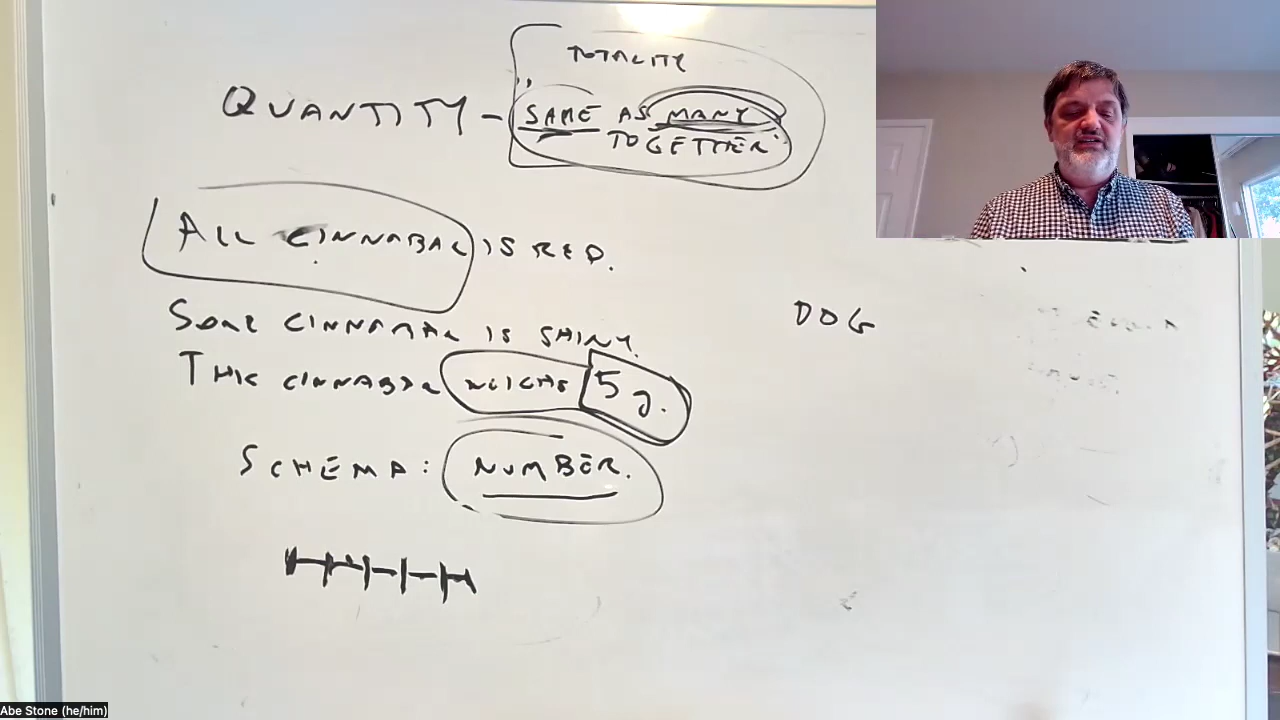 TOTALITY
QUANTITY - "SAME AS MANY
TOGETHER"
ALL CINNABAR IS RED.
SOME CINNABAR IS SHINY.
DOG
THIS CINNABAR WEIGHS 5 g.
SCHEMA: NUMBER.
Abe Stone (he/him)